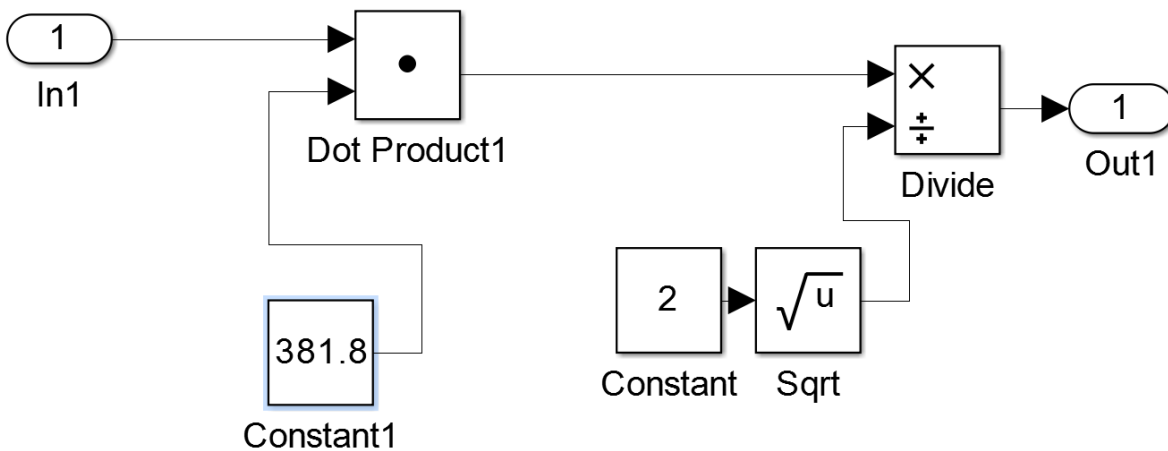 1
In1
Dot Product1
×
÷
Divide
1
Out1
381.8
Constant1
2
Constant
√u
Sqrt